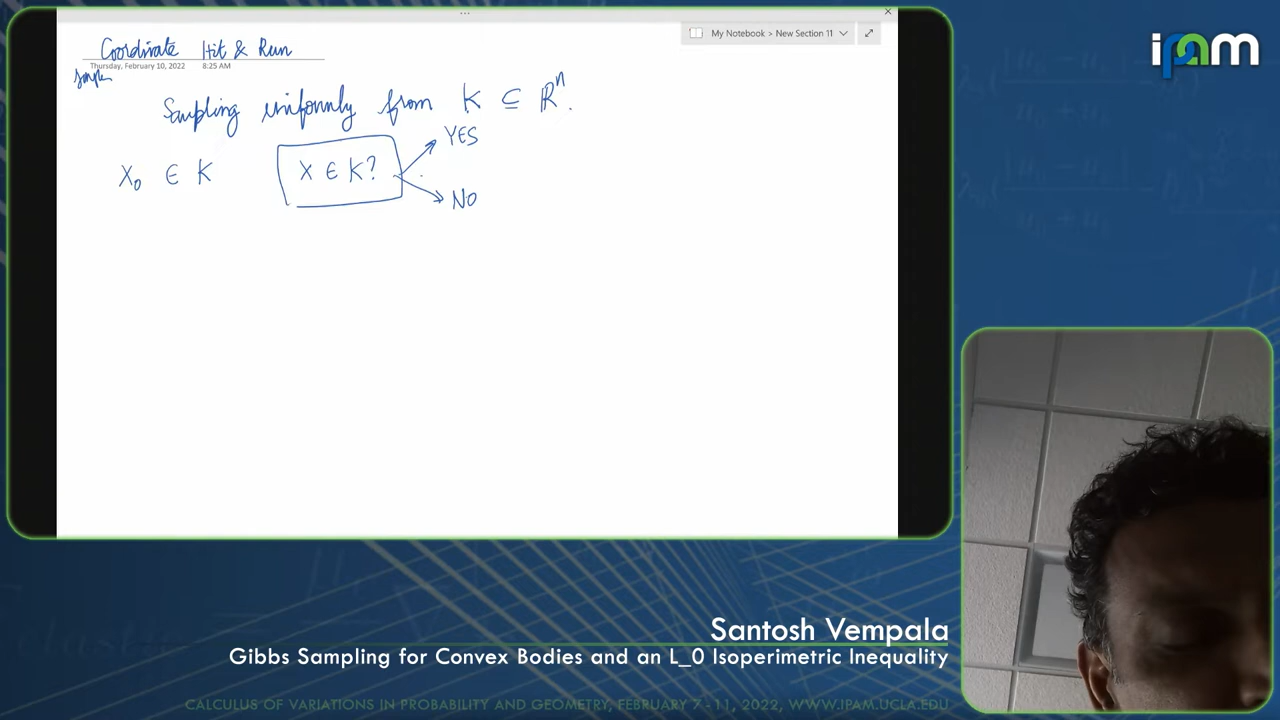 ...
My Notebook > New Section 11
ipam
Coordinate Hit & Run
Thursday, February 10, 2022 8:25 AM
Sampling uniformly from K ⊆ ℝⁿ.
YES
X₀ ∈ K X ∈ K?
NO
Santosh Vempala
Gibbs Sampling for Convex Bodies and an L_0 Isoperimetric Inequality
CALCULUS OF VARIATIONS IN PROBABILITY AND GEOMETRY, FEBRUARY 7 - 11, 2022, WWW.IPAM.UCLA.EDU